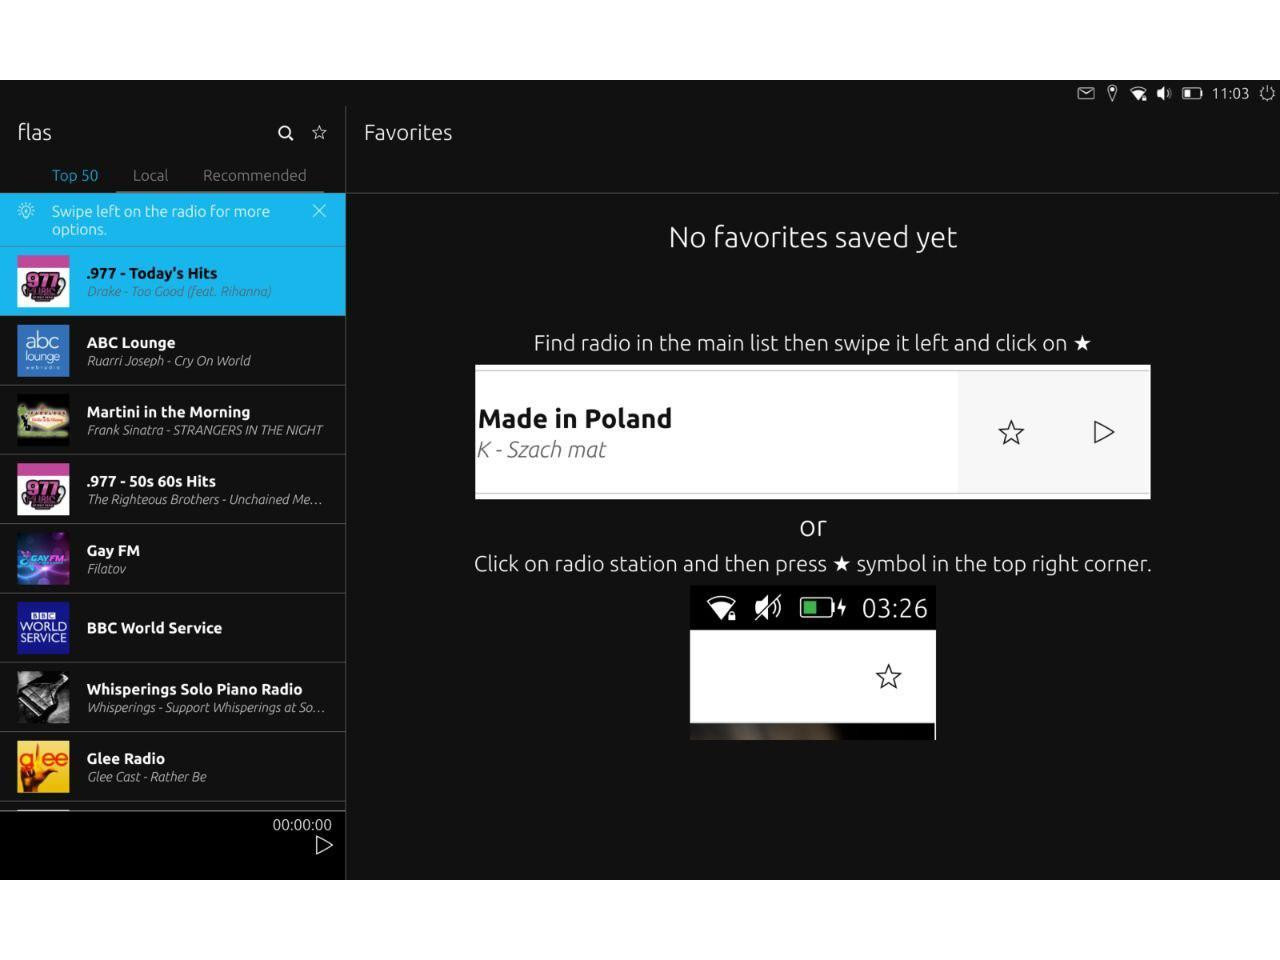 11:03
flas
Favorites
Top 50 Local Recommended
Swipe left on the radio for more
options.
977 MUSIC
.977 - Today's Hits
Drake - Too Good (feat. Rihanna)
abc
lounge
webradio
ABC Lounge
Ruarri Joseph - Cry On World
Martini in the Morning
Frank Sinatra - STRANGERS IN THE NIGHT
977 MUSIC
.977 - 50s 60s Hits
The Righteous Brothers - Unchained Me...
GAYFM
Gay FM
Filatov
BBC
WORLD
SERVICE
BBC World Service
Whisperings Solo Piano Radio
Whisperings - Support Whisperings at So...
glee
Glee Radio
Glee Cast - Rather Be
00:00:00
No favorites saved yet
Find radio in the main list then swipe it left and click on ★
Made in Poland
K - Szach mat
or
Click on radio station and then press ★ symbol in the top right corner.
03:26